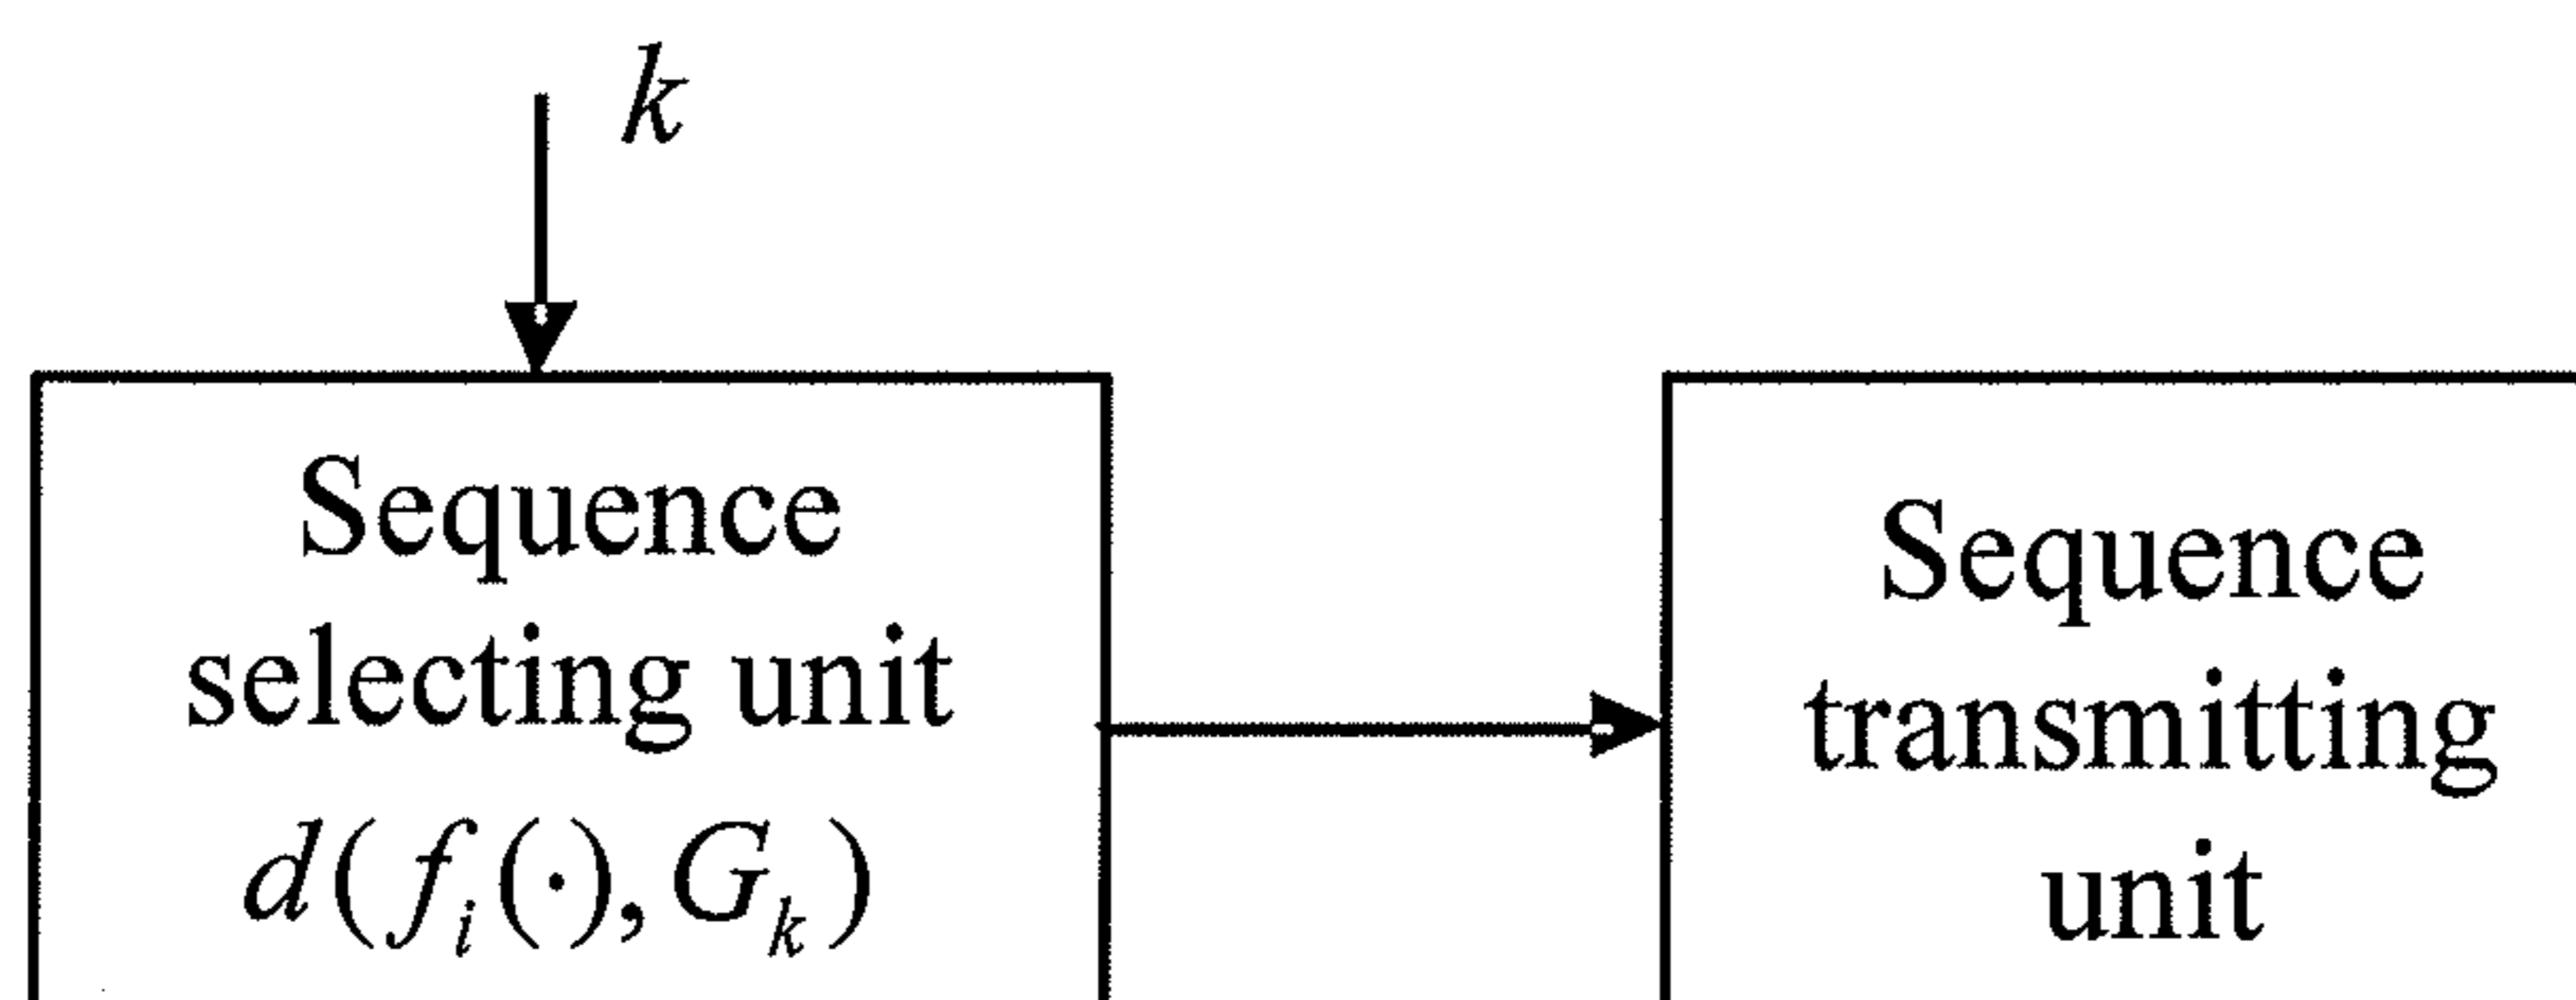 k
Sequence
selecting unit
d(f_i(·), G_k)
Sequence
transmitting
unit